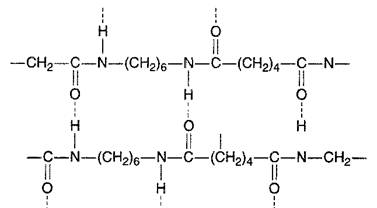 H O
—CH₂—C—N—(CH₂)₆—N—C—(CH₂)₄—C—N—
O H O
H O H
—C—N—(CH₂)₆—N—C—(CH₂)₄—C—N—CH₂—
O H O